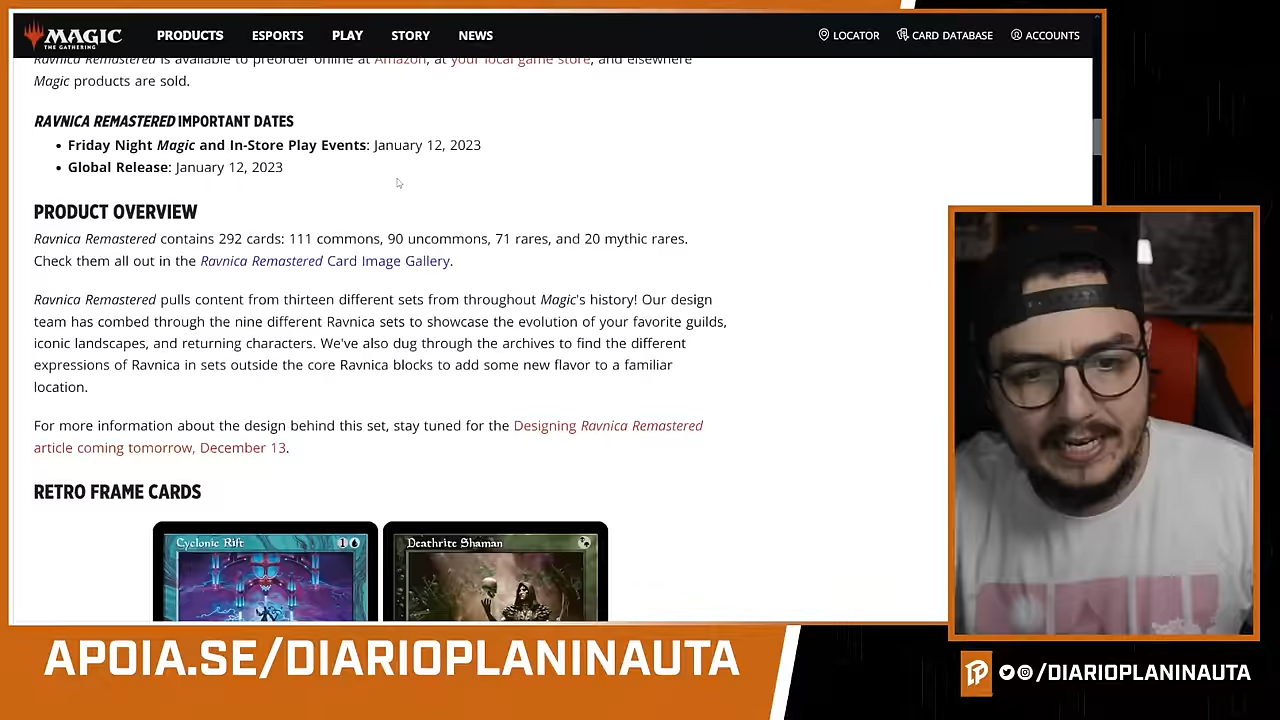 MAGIC
THE GATHERING
PRODUCTS ESPORTS PLAY STORY NEWS
LOCATOR CARD DATABASE ACCOUNTS
Ravnica Remastered is available to preorder online at Amazon, at your local game store, and elsewhere
Magic products are sold.
RAVNICA REMASTERED IMPORTANT DATES
• Friday Night Magic and In-Store Play Events: January 12, 2023
• Global Release: January 12, 2023
PRODUCT OVERVIEW
Ravnica Remastered contains 292 cards: 111 commons, 90 uncommons, 71 rares, and 20 mythic rares.
Check them all out in the Ravnica Remastered Card Image Gallery.
Ravnica Remastered pulls content from thirteen different sets from throughout Magic's history! Our design
team has combed through the nine different Ravnica sets to showcase the evolution of your favorite guilds,
iconic landscapes, and returning characters. We've also dug through the archives to find the different
expressions of Ravnica in sets outside the core Ravnica blocks to add some new flavor to a familiar
location.
For more information about the design behind this set, stay tuned for the Designing Ravnica Remastered
article coming tomorrow, December 13.
RETRO FRAME CARDS
Cyclonic Rift 1
Deathrite Shaman
APOIA.SE/DIARIOPLANINAUTA
/DIARIOPLANINAUTA